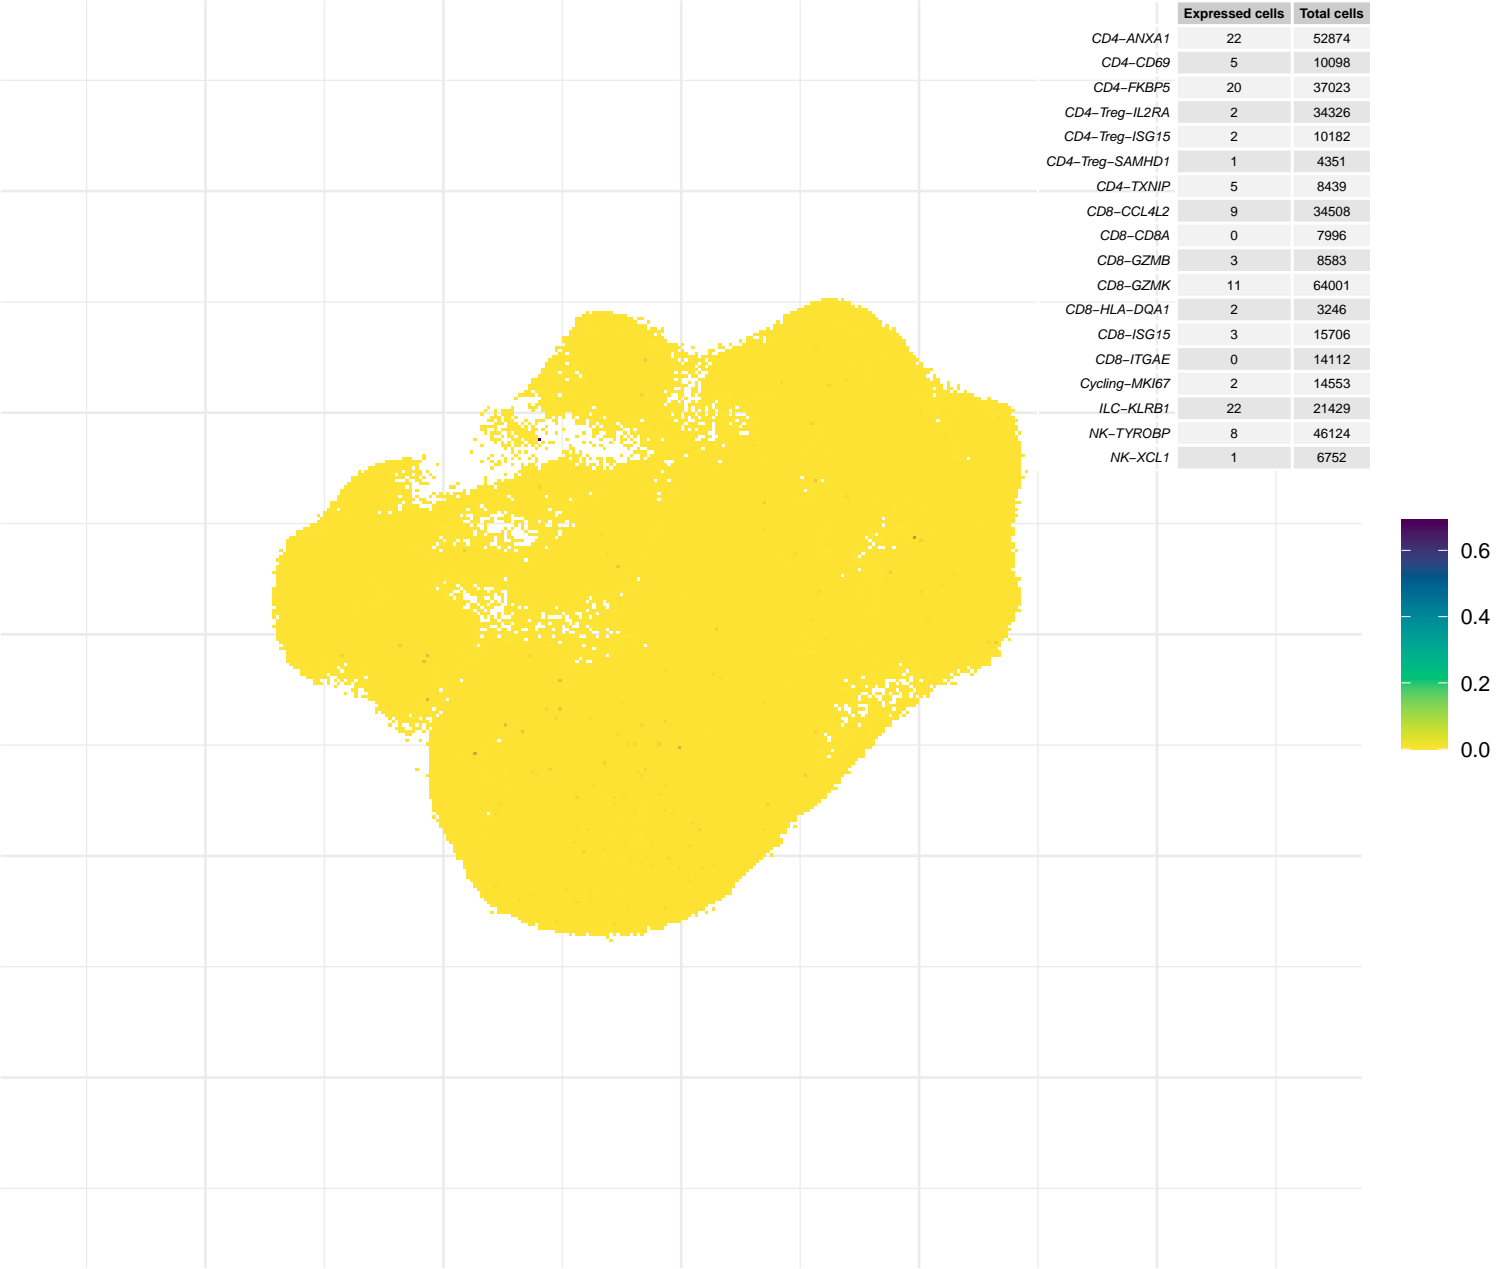 Expressed cells Total cells
CD4−ANXA1 22 52874
CD4−CD69 5 10098
CD4−FKBP5 20 37023
CD4−Treg−IL2RA 2 34326
CD4−Treg−ISG15 2 10182
CD4−Treg−SAMHD1 1 4351
CD4−TXNIP 5 8439
CD8−CCL4L2 9 34508
CD8−CD8A 0 7996
CD8−GZMB 3 8583
CD8−GZMK 11 64001
CD8−HLA−DQA1 2 3246
CD8−ISG15 3 15706
CD8−ITGAE 0 14112
Cycling−MKI67 2 14553
ILC−KLRB1 22 21429
NK−TYROBP 8 46124
NK−XCL1 1 6752
0.6
0.4
0.2
0.0